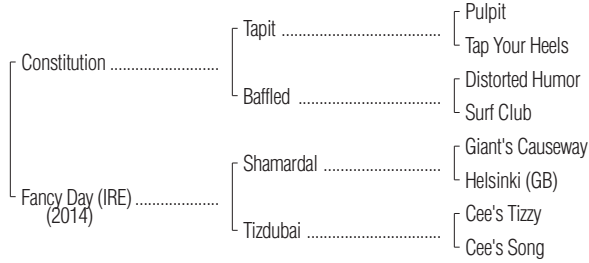 Pulpit
Tapit
Tap Your Heels
Constitution
Distorted Humor
Baffled
Surf Club
Giant's Causeway
Shamardal
Helsinki (GB)
Fancy Day (IRE)
(2014)
Cee's Tizzy
Tizdubai
Cee's Song